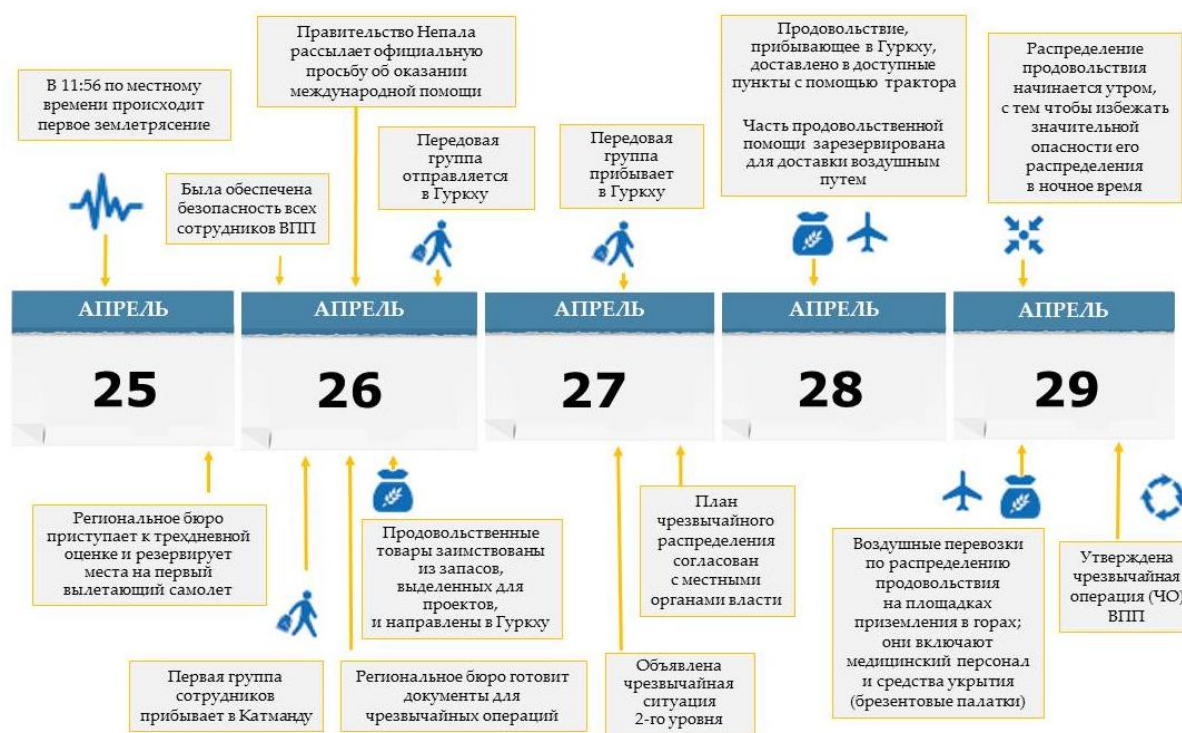 В 11:56 по местному
времени происходит
первое землетрясение
Была обеспечена
безопасность всех
сотрудников ВПП
Правительство Непала
рассылает официальную
просьбу об оказании
международной помощи
Передовая
группа
отправляется
в Гуркху
Передовая
группа
прибывает
в Гуркху
Продовольствие,
прибывающее в Гуркху,
доставлено в доступные
пункты с помощью трактора
Часть продовольственной
помощи зарезервирована
для доставки воздушным
путем
Распределение
продовольствия
начинается утром,
с тем чтобы избежать
значительной
опасности его
распределения
в ночное время
АПРЕЛЬ
25
АПРЕЛЬ
26
АПРЕЛЬ
27
АПРЕЛЬ
28
АПРЕЛЬ
29
Региональное бюро
приступает к трехдневной
оценке и резервирует
места на первый
вылетающий самолет
Первая группа
сотрудников
прибывает в Катманду
Региональное бюро готовит
документы для
чрезвычайных операций
Продовольственные
товары заимствованы
из запасов,
выделенных для
проектов,
и направлены в Гуркху
Объявлена
чрезвычайная
ситуация
2-го уровня
План
чрезвычайного
распределения
согласован
с местными
органами власти
Воздушные перевозки
по распределению
продовольствия
на площадках
приземления в горах;
они включают
медицинский персонал
и средства укрытия
(брезентовые палатки)
Утверждена
чрезвычайная
операция (ЧО)
ВПП